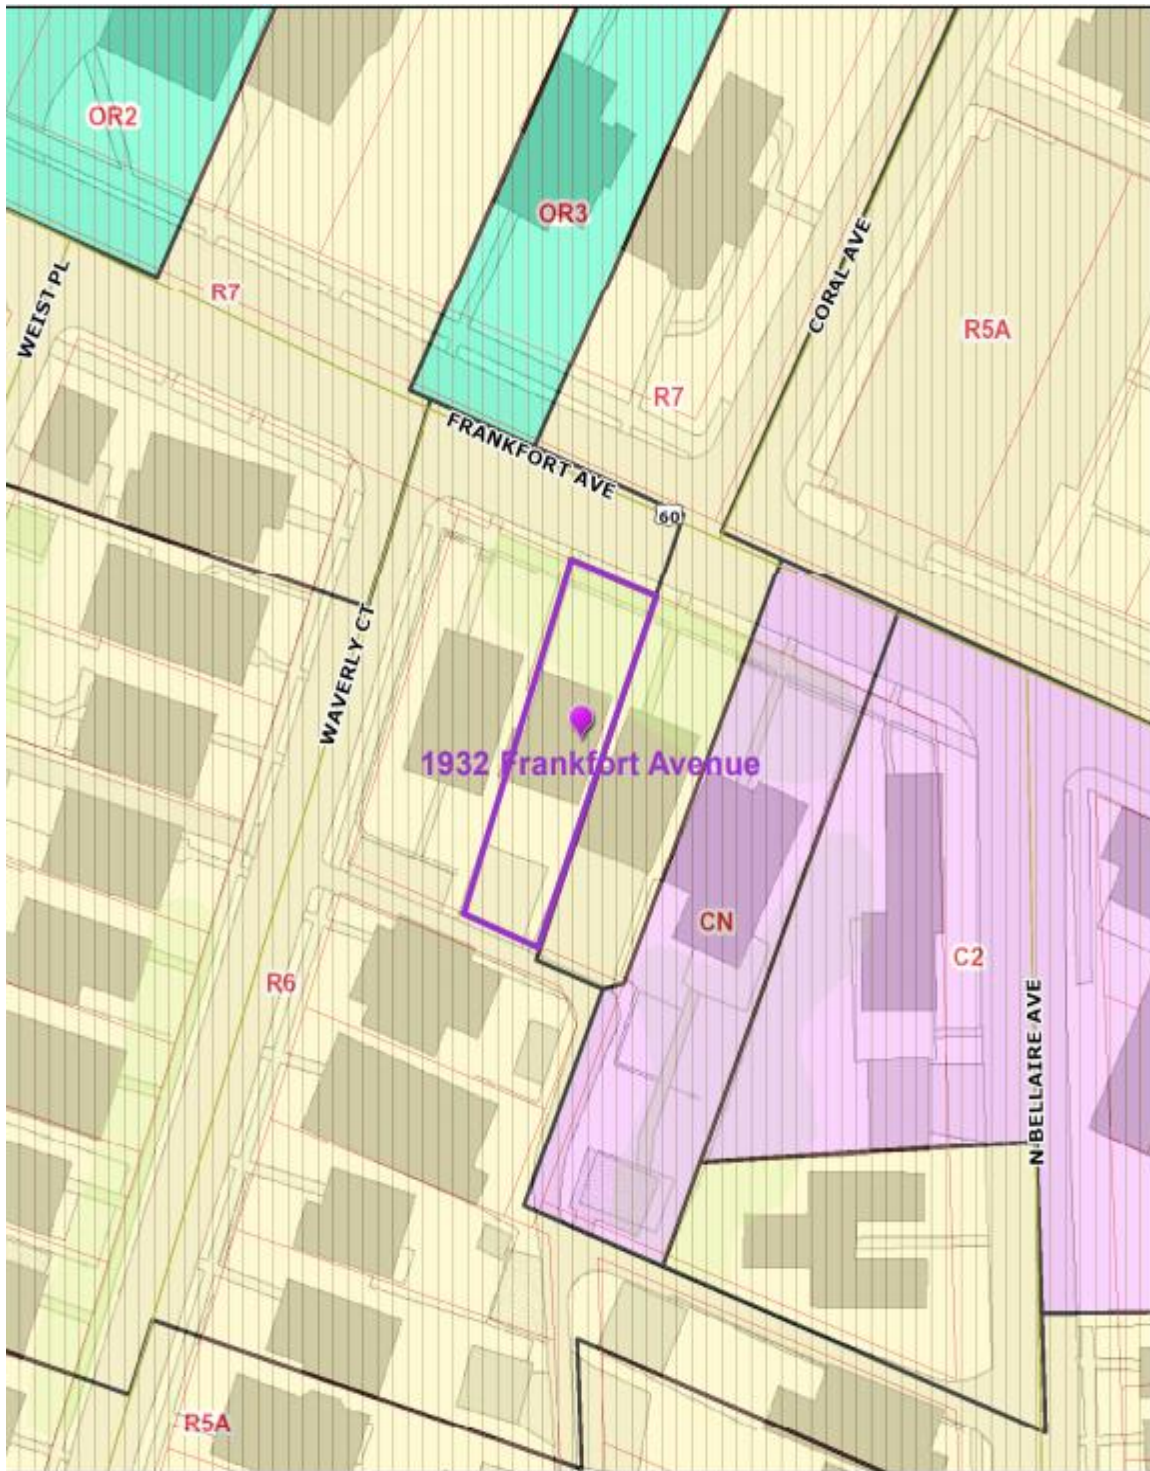 OR2
OR3
WEIST PL
R7
CORAL AVE
R5A
R7
FRANKFORT AVE
60
WAVERLY CT
1932 Frankfort Avenue
CN
C2
R6
N BELLAIRE AVE
R5A